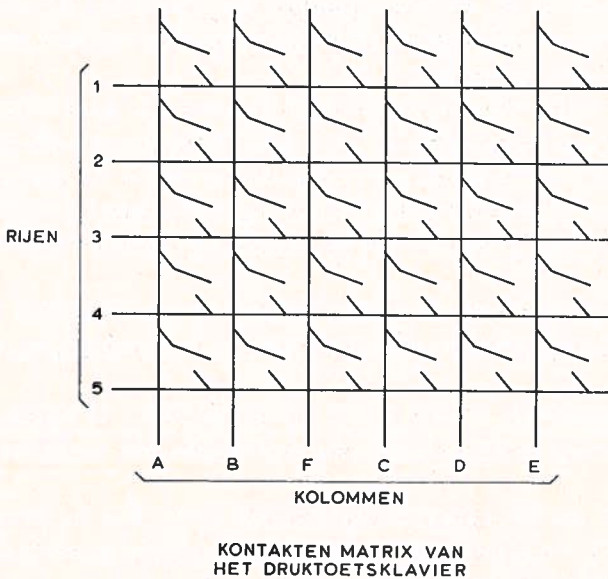 1
2
RIJEN
3
4
5
A B F C D E
KOLOMMEN
KONTAKTEN MATRIX VAN
HET DRUKTOETSKLAVIER